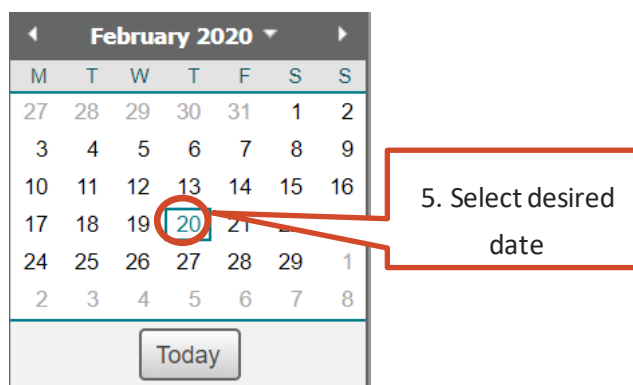 February 2020
M T W T F S S
27 28 29 30 31 1 2
3 4 5 6 7 8 9
10 11 12 13 14 15 16
17 18 19 20 21
24 25 26 27 28 29 1
2 3 4 5 6 7 8
Today
5. Select desired
date